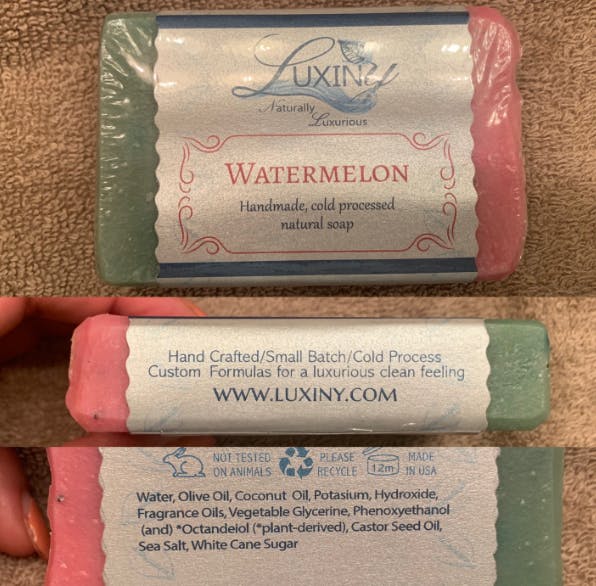 LUXINY
Naturally
Luxurious
WATERMELON
Handmade, cold processed
natural soap
Hand Crafted/Small Batch/Cold Process
Custom Formulas for a luxurious clean feeling
WWW.LUXINY.COM
NOT TESTED PLEASE MADE
ON ANIMALS RECYCLE 12m IN USA
Water, Olive Oil, Coconut Oil, Potasium, Hydroxide,
Fragrance Oils, Vegetable Glycerine, Phenoxyethanol
(and) *Octandeiol (*plant-derived), Castor Seed Oil,
Sea Salt, White Cane Sugar